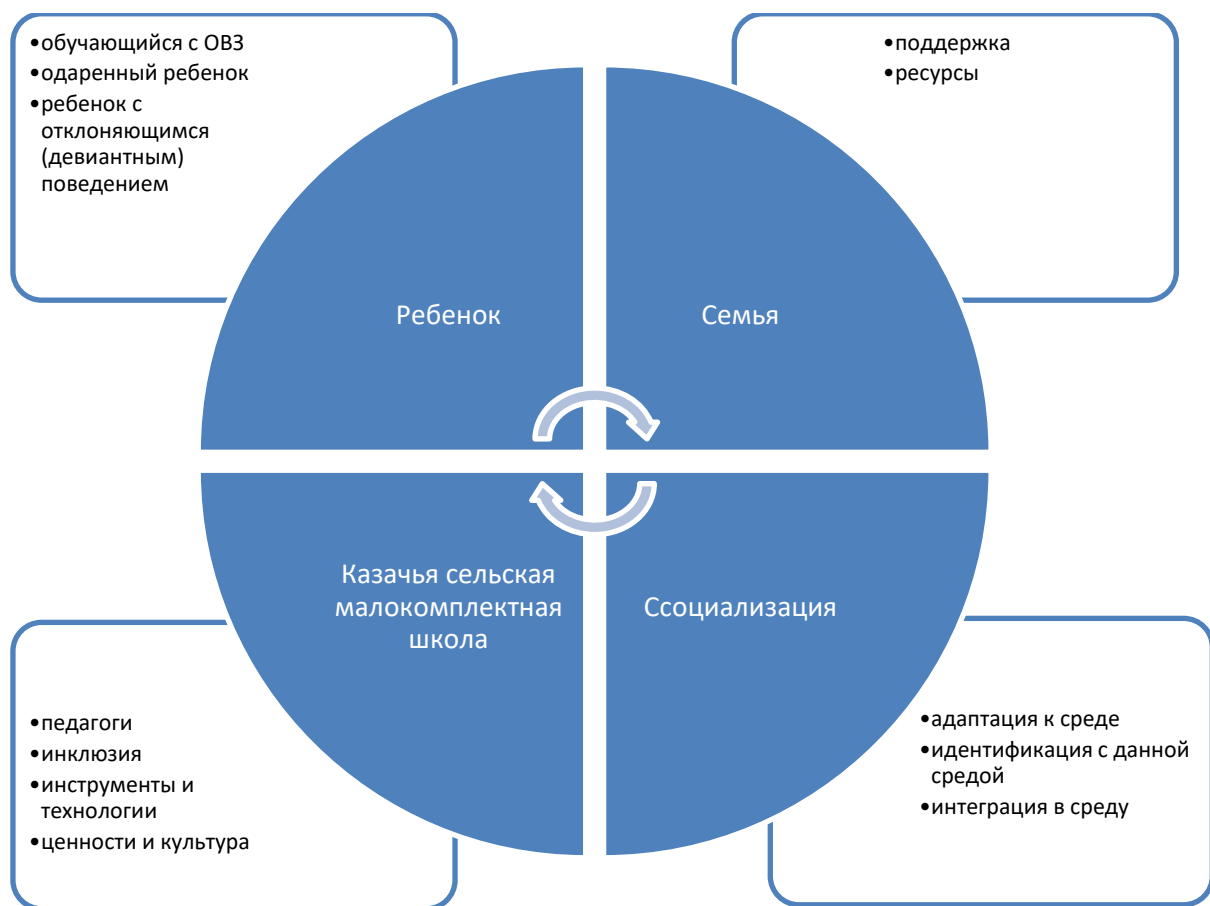 •обучающийся с ОВЗ
•одаренный ребенок
•ребенок с
отклоняющимся
(девиантным)
поведением
•поддержка
•ресурсы
Ребенок
Семья
Казачья сельская
малокомплектная
школа
Ссоциализация
•педагоги
•инклюзия
•инструменты и
технологии
•ценности и культура
•адаптация к среде
•идентификация с данной
средой
•интеграция в среду